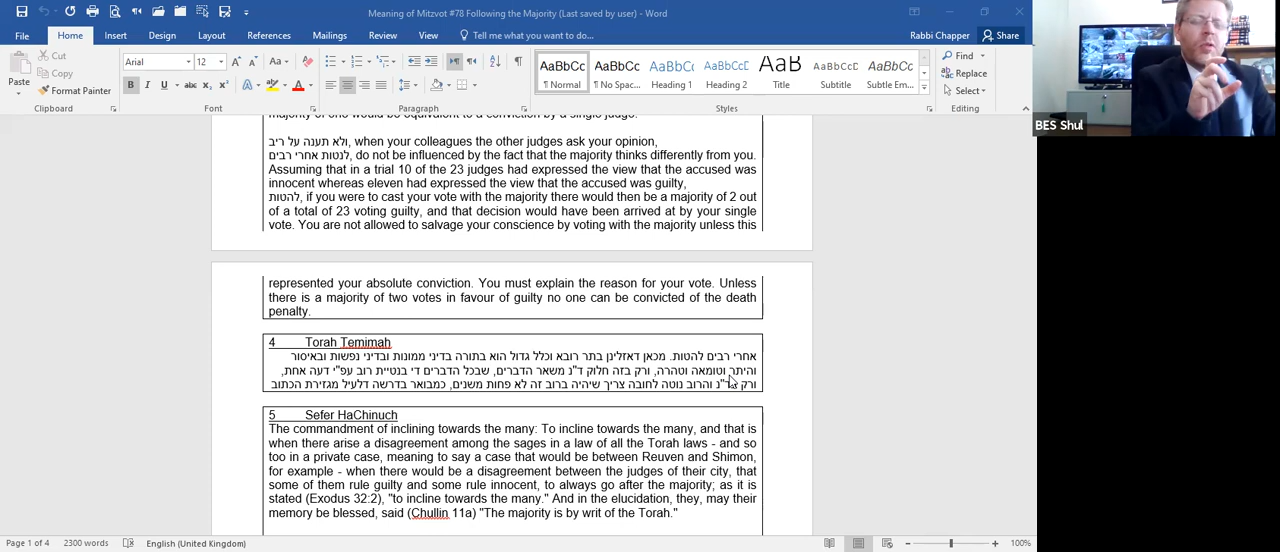 Meaning of Mitzvot #78 Following the Majority (Last saved by user) - Word
File Home Insert Design Layout References Mailings Review View Tell me what you want to do... Rabbi Chapper Share
Paste
Cut
Copy
Format Painter
Clipboard
Arial 12
Font
Paragraph
AaBbCc AaBbCc AaBbCc AaBbCcD AaB AaBbCcD AaBbCc
¶ Normal ¶ No Spac... Heading 1 Heading 2 Title Subtitle Subtle Em...
Styles
Find
Replace
Select
Editing
BES Shul
majority of one would be equivalent to a conviction by a single judge.
ולא תענה על ריב, when your colleagues the other judges ask your opinion,
לנטות אחרי רבים, do not be influenced by the fact that the majority thinks differently from you.
Assuming that in a trial 10 of the 23 judges had expressed the view that the accused was
innocent whereas eleven had expressed the view that the accused was guilty,
להטות, if you were to cast your vote with the majority there would then be a majority of 2 out
of a total of 23 voting guilty, and that decision would have been arrived at by your single
vote. You are not allowed to salvage your conscience by voting with the majority unless this
represented your absolute conviction. You must explain the reason for your vote. Unless
there is a majority of two votes in favour of guilty no one can be convicted of the death
penalty.
4 Torah Temimah
אחרי רבים להטות. מכאן דאזלינן בתר רובא וכלל גדול הוא בתורה בדיני ממונות ובדיני נפשות ובאיסור
והיתר וטומאה וטהרה, ורק בזה חלוק ד"נ משאר הדברים, שבכל הדברים די בנטיית רוב עפ"י דעה אחת,
ורק ד"נ והרוב נוטה לחובה צריך שיהיה ברוב זה לא פחות משנים, כמבואר בדרשה דלעיל מגזירת הכתוב
5 Sefer HaChinuch
The commandment of inclining towards the many: To incline towards the many, and that is
when there arise a disagreement among the sages in a law of all the Torah laws - and so
too in a private case, meaning to say a case that would be between Reuven and Shimon,
for example - when there would be a disagreement between the judges of their city, that
some of them rule guilty and some rule innocent, to always go after the majority; as it is
stated (Exodus 32:2), "to incline towards the many." And in the elucidation, they, may their
memory be blessed, said (Chullin 11a) "The majority is by writ of the Torah."
Page 1 of 4 2300 words English (United Kingdom) 100%